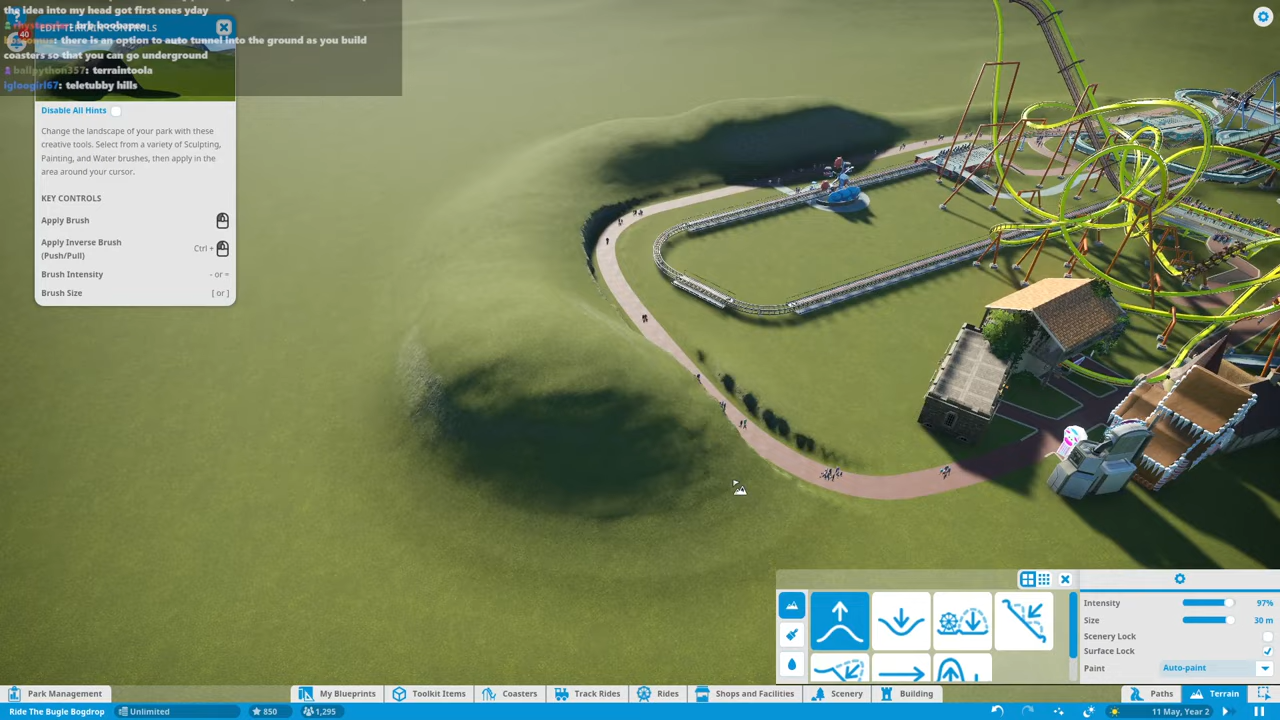 the idea into my head got first ones yday
brb boobapen
there is an option to auto tunnel into the ground as you build
coasters so that you can go underground
ballpython357: terraintoola
igloogirl67: teletubby hills
40
Disable All Hints
Change the landscape of your park with these
creative tools. Select from a variety of Sculpting,
Painting, and Water brushes, then apply in the
area around your cursor.
KEY CONTROLS
Apply Brush
Apply Inverse Brush
(Push/Pull)
Ctrl +
Brush Intensity
- or =
Brush Size
[ or ]
Intensity
97%
Size
30 m
Scenery Lock
Surface Lock
Paint
Auto-paint
Park Management
My Blueprints
Toolkit Items
Coasters
Track Rides
Rides
Shops and Facilities
Scenery
Building
Paths
Terrain
Ride The Bugle Bogdrop
Unlimited
850
1,295
11 May, Year 2